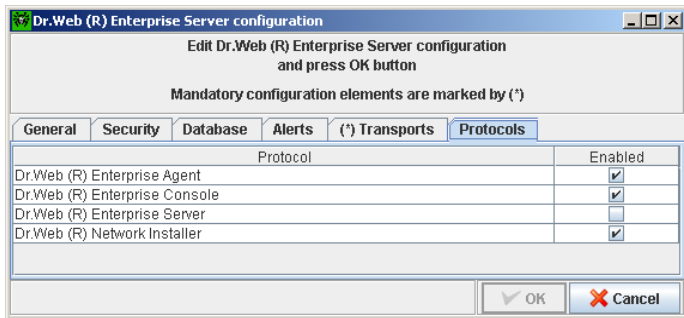 Dr.Web (R) Enterprise Server configuration
Edit Dr.Web (R) Enterprise Server configuration
and press OK button
Mandatory configuration elements are marked by (*)
General Security Database Alerts (*) Transports Protocols
Protocol Enabled
Dr.Web (R) Enterprise Agent
Dr.Web (R) Enterprise Console
Dr.Web (R) Enterprise Server
Dr.Web (R) Network Installer
OK Cancel